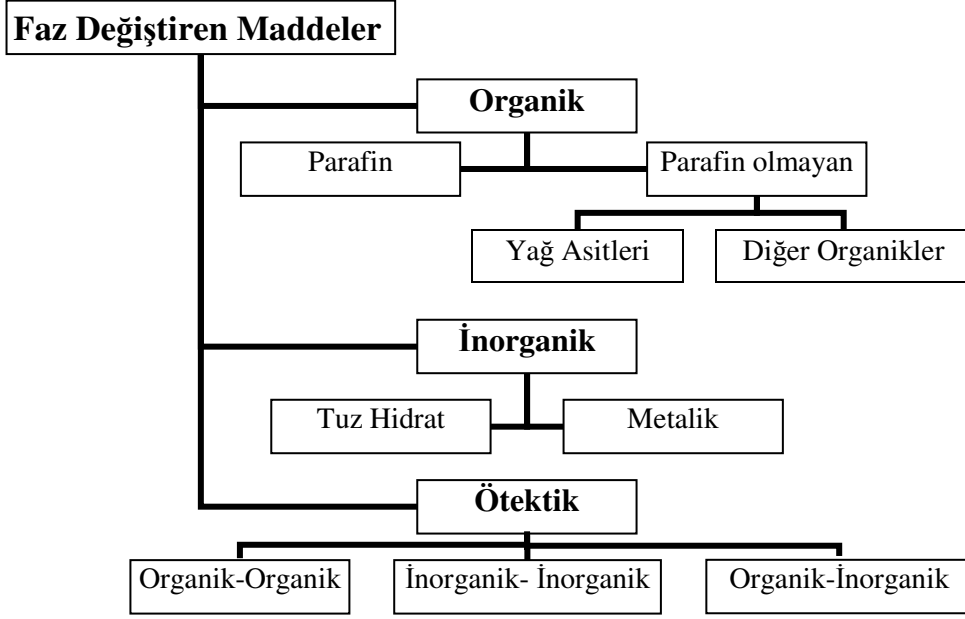 Faz Değiştiren Maddeler
Organik
Parafin
Parafin olmayan
Yağ Asitleri
Diğer Organikler
İnorganik
Tuz Hidrat
Metalik
Ötektik
Organik-Organik
İnorganik- İnorganik
Organik-İnorganik